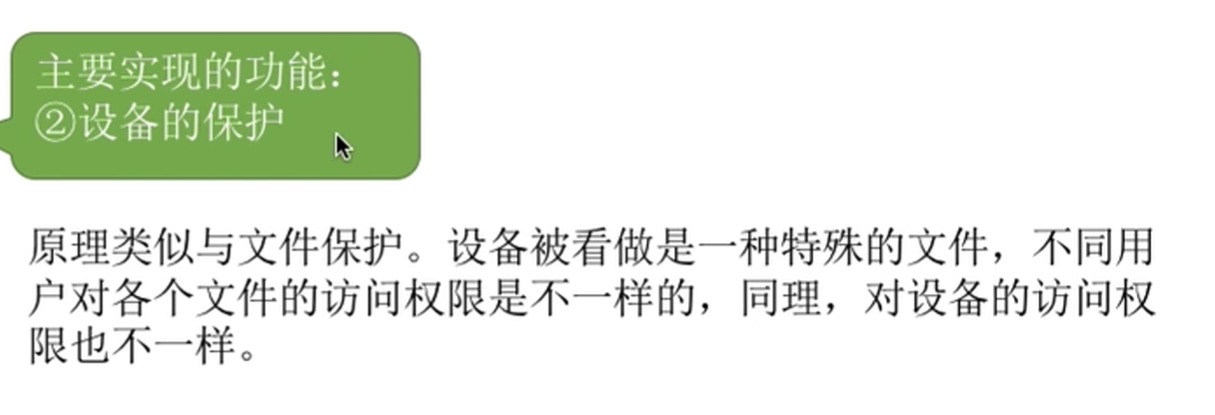 主要实现的功能：
②设备的保护
原理类似与文件保护。设备被看做是一种特殊的文件，不同用
户对各个文件的访问权限是不一样的，同理，对设备的访问权
限也不一样。